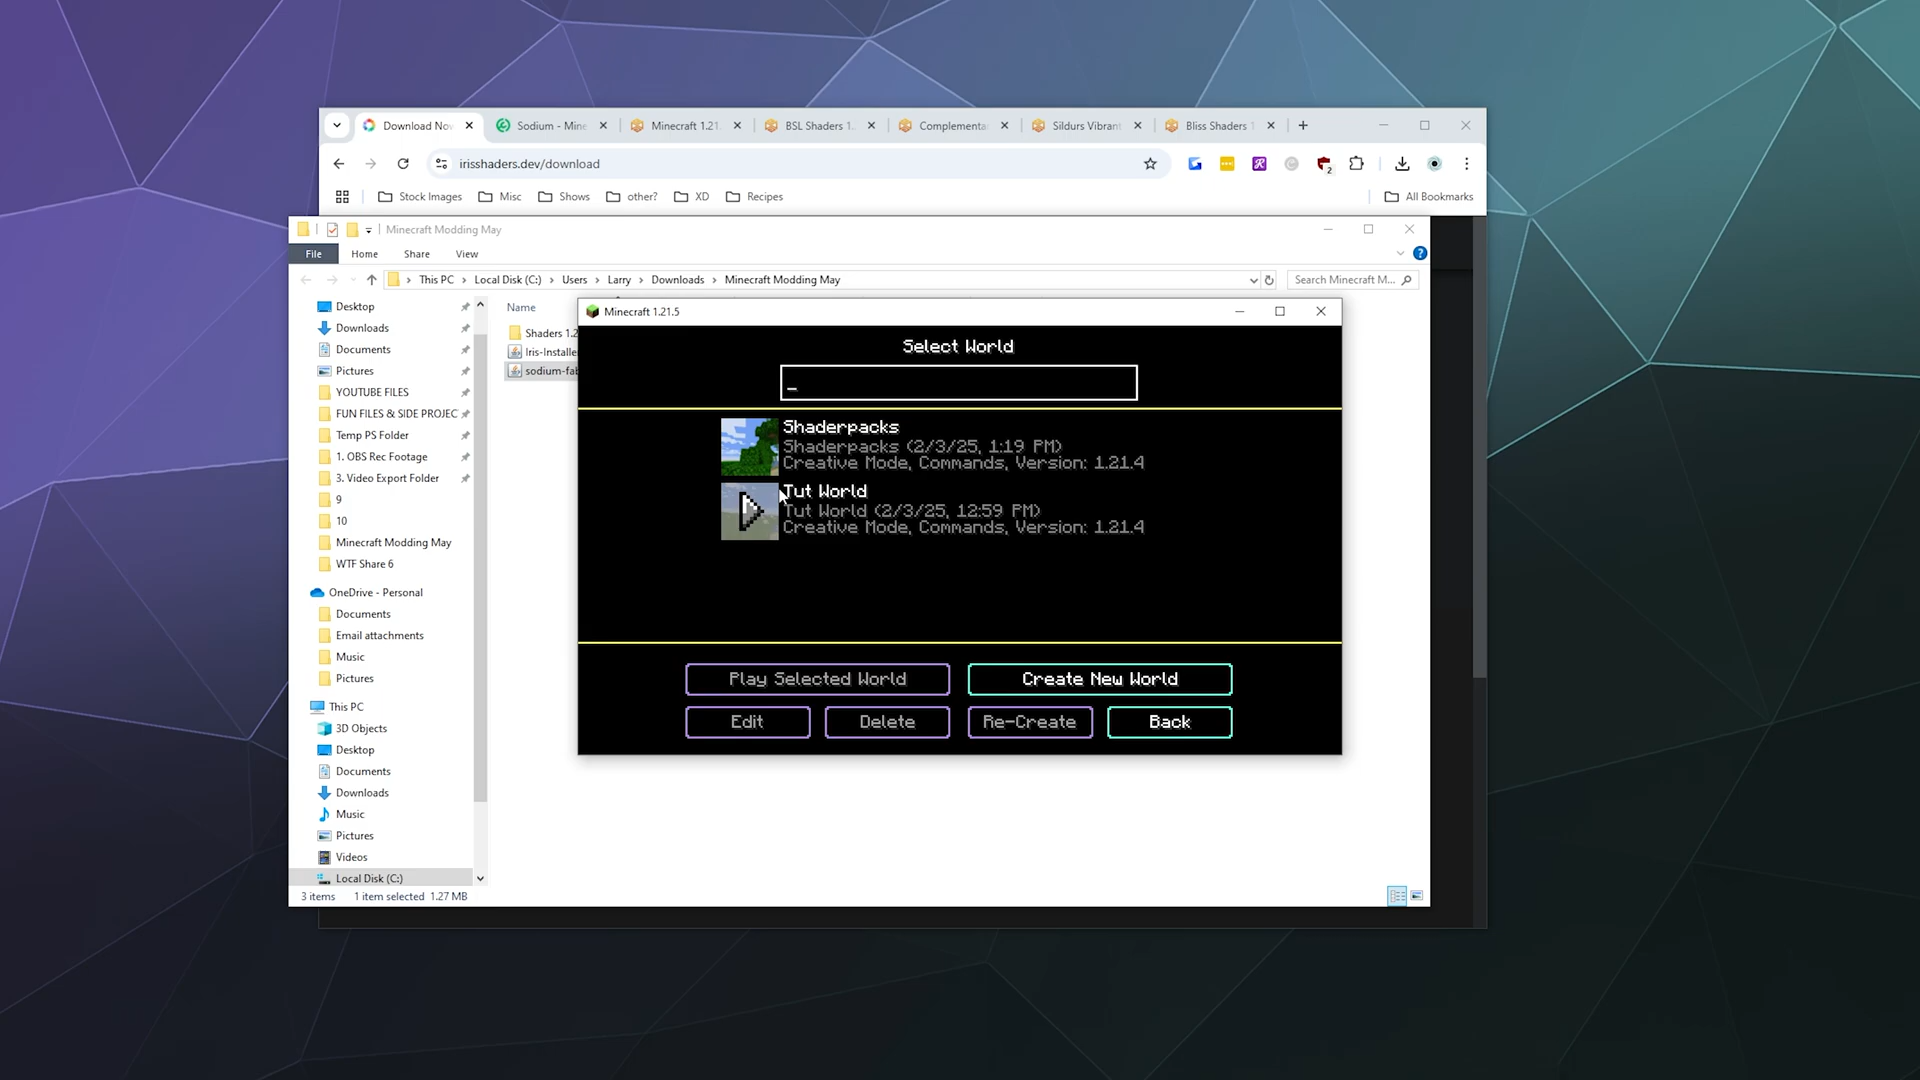 Download Now
Sodium - Mine
Minecraft 1.21.
BSL Shaders 1.
Complementa
Sildurs Vibrant
Bliss Shaders 1
irisshaders.dev/download
2
Stock Images
Misc
Shows
other?
XD
Recipes
All Bookmarks
Minecraft Modding May
File
Home
Share
View
This PC
Local Disk (C:)
Users
Larry
Downloads
Minecraft Modding May
Search Minecraft M...
Desktop
Downloads
Documents
Pictures
YOUTUBE FILES
FUN FILES & SIDE PROJEC
Temp PS Folder
1. OBS Rec Footage
3. Video Export Folder
9
10
Minecraft Modding May
WTF Share 6
OneDrive - Personal
Documents
Email attachments
Music
Pictures
This PC
3D Objects
Desktop
Documents
Downloads
Music
Pictures
Videos
Local Disk (C:)
Name
Shaders 1.2
Iris-Installe
sodium-fab
3 items
1 item selected 1.27 MB
Minecraft 1.21.5
Select World
_
Shaderpacks
Shaderpacks (2/3/25, 1:19 PM)
Creative Mode, Commands, Version: 1.21.4
Tut World
Tut World (2/3/25, 12:59 PM)
Creative Mode, Commands, Version: 1.21.4
Play Selected World
Create New World
Edit
Delete
Re-Create
Back